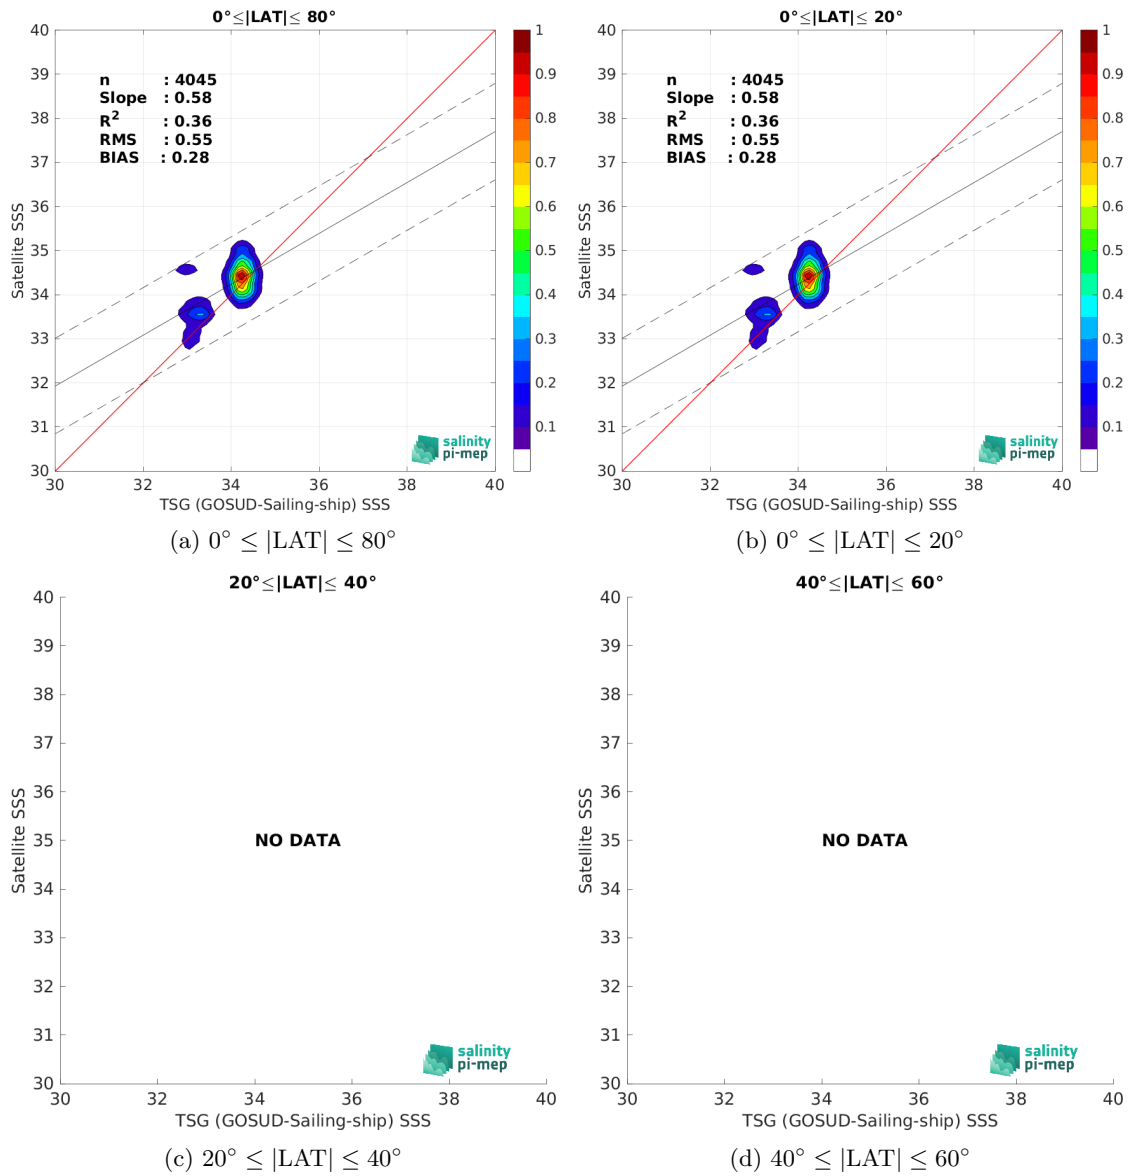 0°≤|LAT|≤ 80°
40
39
38
37
36
35
34
33
32
31
30
Satellite SSS
n : 4045
Slope : 0.58
R² : 0.36
RMS : 0.55
BIAS : 0.28
1
0.9
0.8
0.7
0.6
0.5
0.4
0.3
0.2
0.1
salinity
pi-mep
30 32 34 36 38 40
TSG (GOSUD-Sailing-ship) SSS
(a) 0° ≤ |LAT| ≤ 80°
0°≤|LAT|≤ 20°
40
39
38
37
36
35
34
33
32
31
30
Satellite SSS
n : 4045
Slope : 0.58
R² : 0.36
RMS : 0.55
BIAS : 0.28
1
0.9
0.8
0.7
0.6
0.5
0.4
0.3
0.2
0.1
salinity
pi-mep
30 32 34 36 38 40
TSG (GOSUD-Sailing-ship) SSS
(b) 0° ≤ |LAT| ≤ 20°
20°≤|LAT|≤ 40°
40
39
38
37
36
35
34
33
32
31
30
Satellite SSS
NO DATA
salinity
pi-mep
30 32 34 36 38 40
TSG (GOSUD-Sailing-ship) SSS
(c) 20° ≤ |LAT| ≤ 40°
40°≤|LAT|≤ 60°
40
39
38
37
36
35
34
33
32
31
30
Satellite SSS
NO DATA
salinity
pi-mep
30 32 34 36 38 40
TSG (GOSUD-Sailing-ship) SSS
(d) 40° ≤ |LAT| ≤ 60°